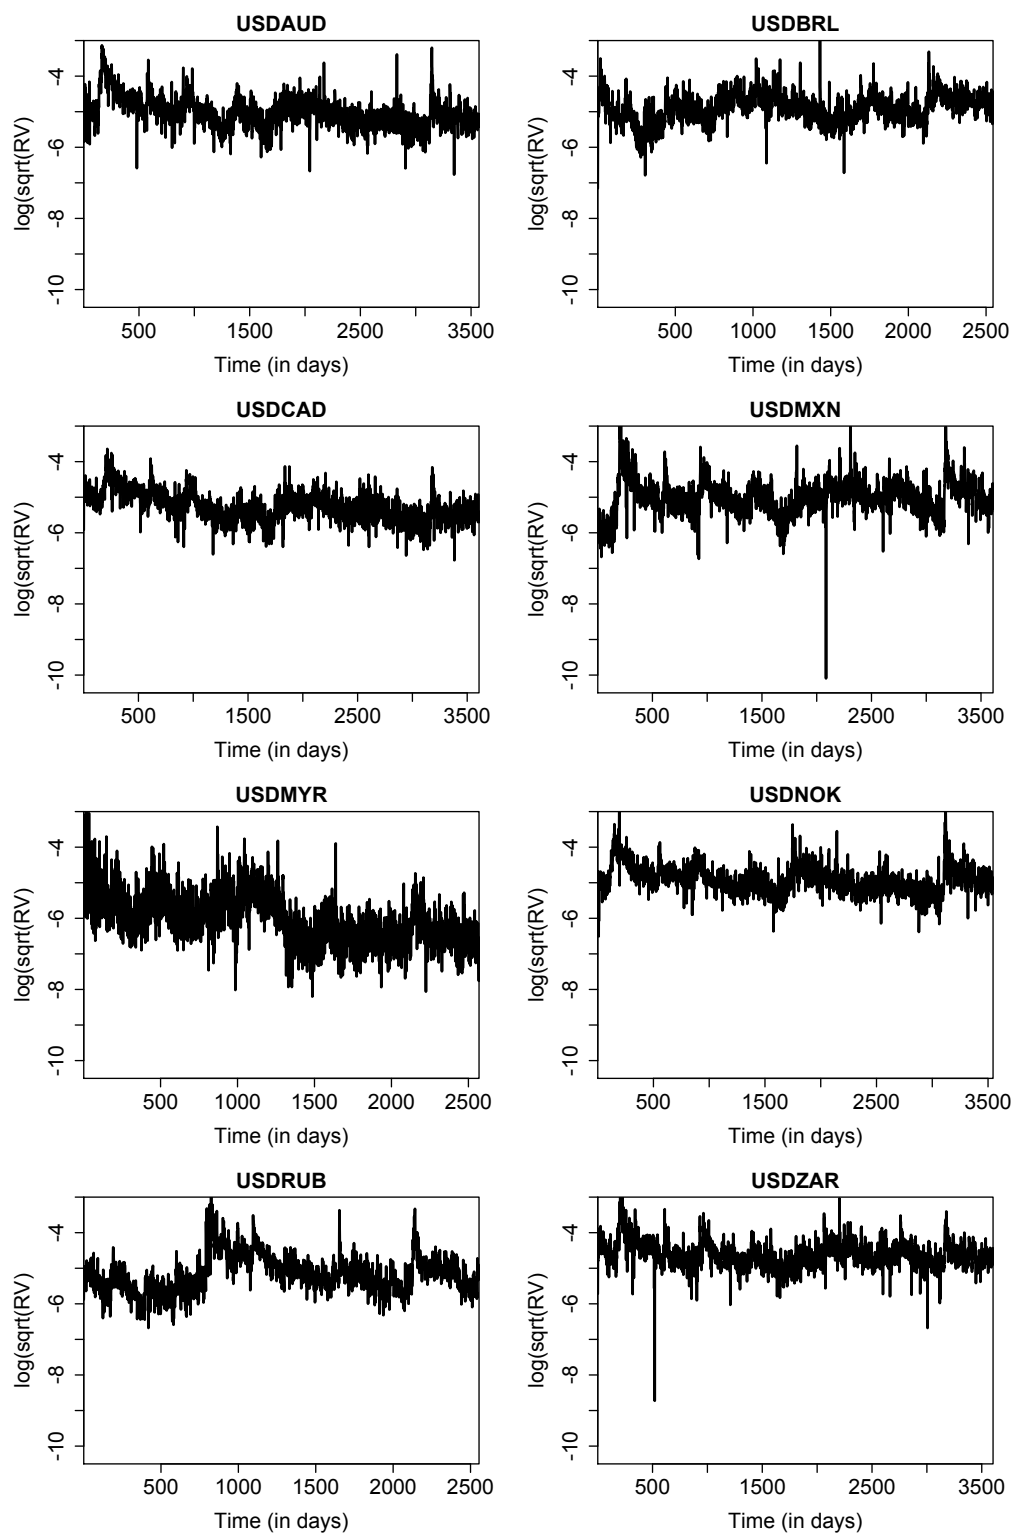 USDAUD
log(sqrt(RV)
-4
-6
-8
-10
500
1500
2500
3500
Time (in days)
USDBRL
log(sqrt(RV)
-4
-6
-8
-10
500
1000
1500
2000
2500
Time (in days)
USDCAD
log(sqrt(RV)
-4
-6
-8
-10
500
1500
2500
3500
Time (in days)
USDMXN
log(sqrt(RV)
-4
-6
-8
-10
500
1500
2500
3500
Time (in days)
USDMYR
log(sqrt(RV)
-4
-6
-8
-10
500
1000
1500
2000
2500
Time (in days)
USDNOK
log(sqrt(RV)
-4
-6
-8
-10
500
1500
2500
3500
Time (in days)
USDRUB
log(sqrt(RV)
-4
-6
-8
-10
500
1000
1500
2000
2500
Time (in days)
USDZAR
log(sqrt(RV)
-4
-6
-8
-10
500
1500
2500
3500
Time (in days)